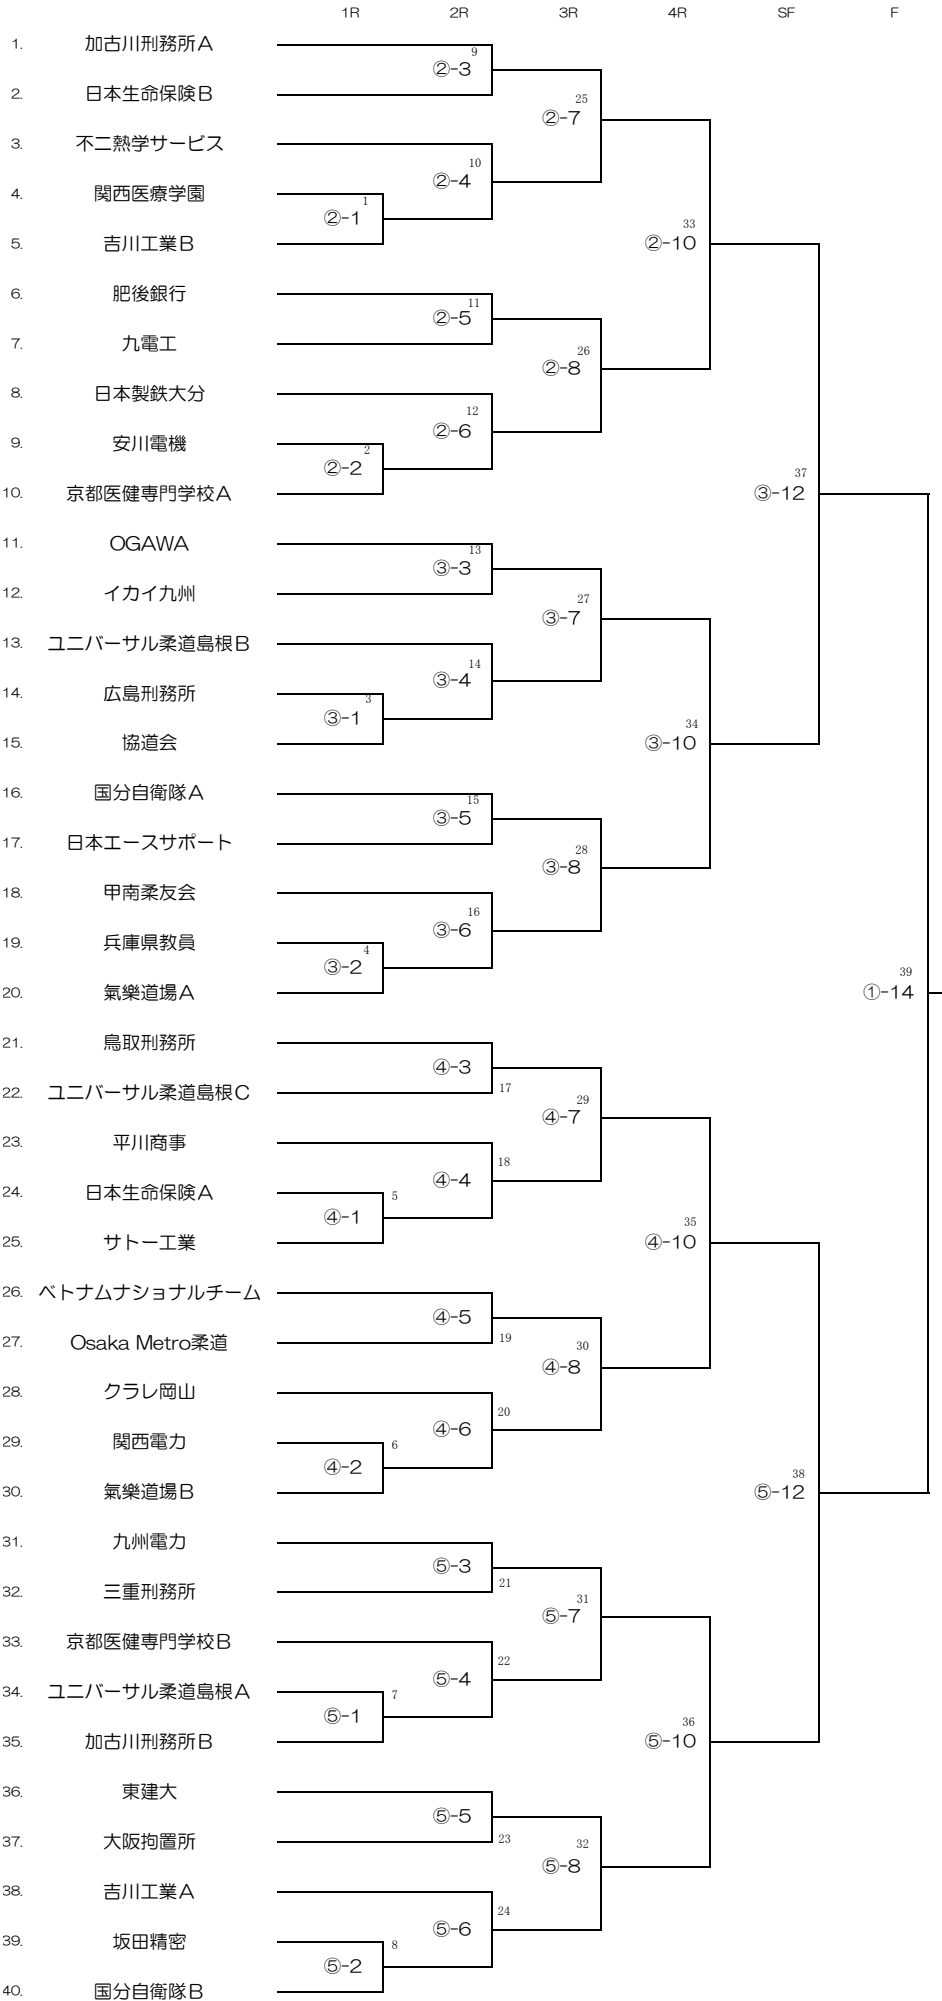 1R 2R 3R 4R SF F
1. 加古川刑務所A
9
②-3
2. 日本生命保険B
25
②-7
3. 不二熱学サービス
10
②-4
4. 関西医療学園
1
②-1
33
②-10
5. 吉川工業B
6. 肥後銀行
11
②-5
7. 九電工
26
②-8
8. 日本製鉄大分
12
②-6
9. 安川電機
2
②-2
37
③-12
10. 京都医健専門学校A
11. OGAWA
13
③-3
12. イカイ九州
27
③-7
13. ユニバーサル柔道島根B
14
③-4
14. 広島刑務所
3
③-1
34
③-10
15. 協道会
16. 国分自衛隊A
15
③-5
17. 日本エースサポート
28
③-8
18. 甲南柔友会
16
③-6
19. 兵庫県教員
4
③-2
39
①-14
20. 氣樂道場A
21. 鳥取刑務所
④-3
17
22. ユニバーサル柔道島根C
29
④-7
23. 平川商事
18
④-4
24. 日本生命保険A
5
④-1
35
④-10
25. サトー工業
26. ベトナムナショナルチーム
④-5
19
27. Osaka Metro柔道
30
④-8
28. クラレ岡山
20
④-6
29. 関西電力
6
④-2
38
⑤-12
30. 氣樂道場B
31. 九州電力
⑤-3
21
32. 三重刑務所
31
⑤-7
33. 京都医健専門学校B
22
⑤-4
34. ユニバーサル柔道島根A
7
⑤-1
36
⑤-10
35. 加古川刑務所B
36. 東建大
⑤-5
23
37. 大阪拘置所
32
⑤-8
38. 吉川工業A
24
⑤-6
39. 坂田精密
8
⑤-2
40. 国分自衛隊B